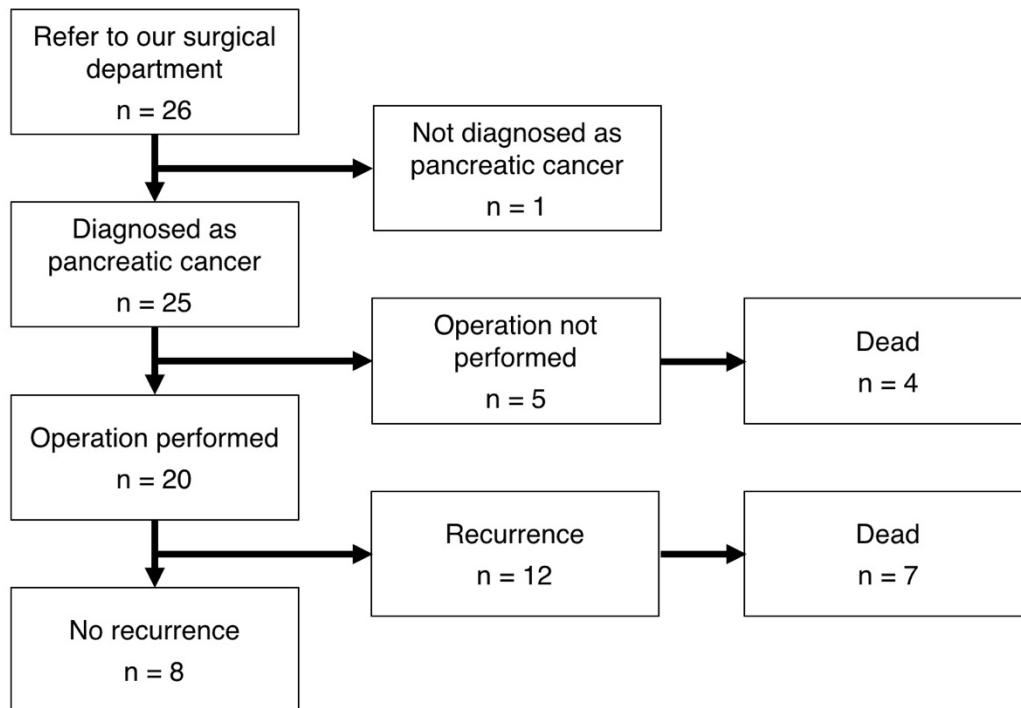 Refer to our surgical
department
n = 26
Not diagnosed as
pancreatic cancer
n = 1
Diagnosed as
pancreatic cancer
n = 25
Operation not
performed
n = 5
Dead
n = 4
Operation performed
n = 20
Recurrence
n = 12
Dead
n = 7
No recurrence
n = 8